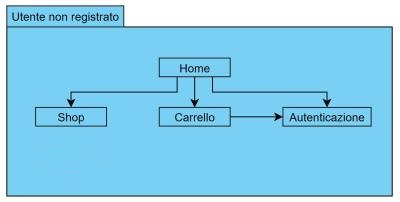 Utente non registrato
Home
Shop
Carrello
Autenticazione